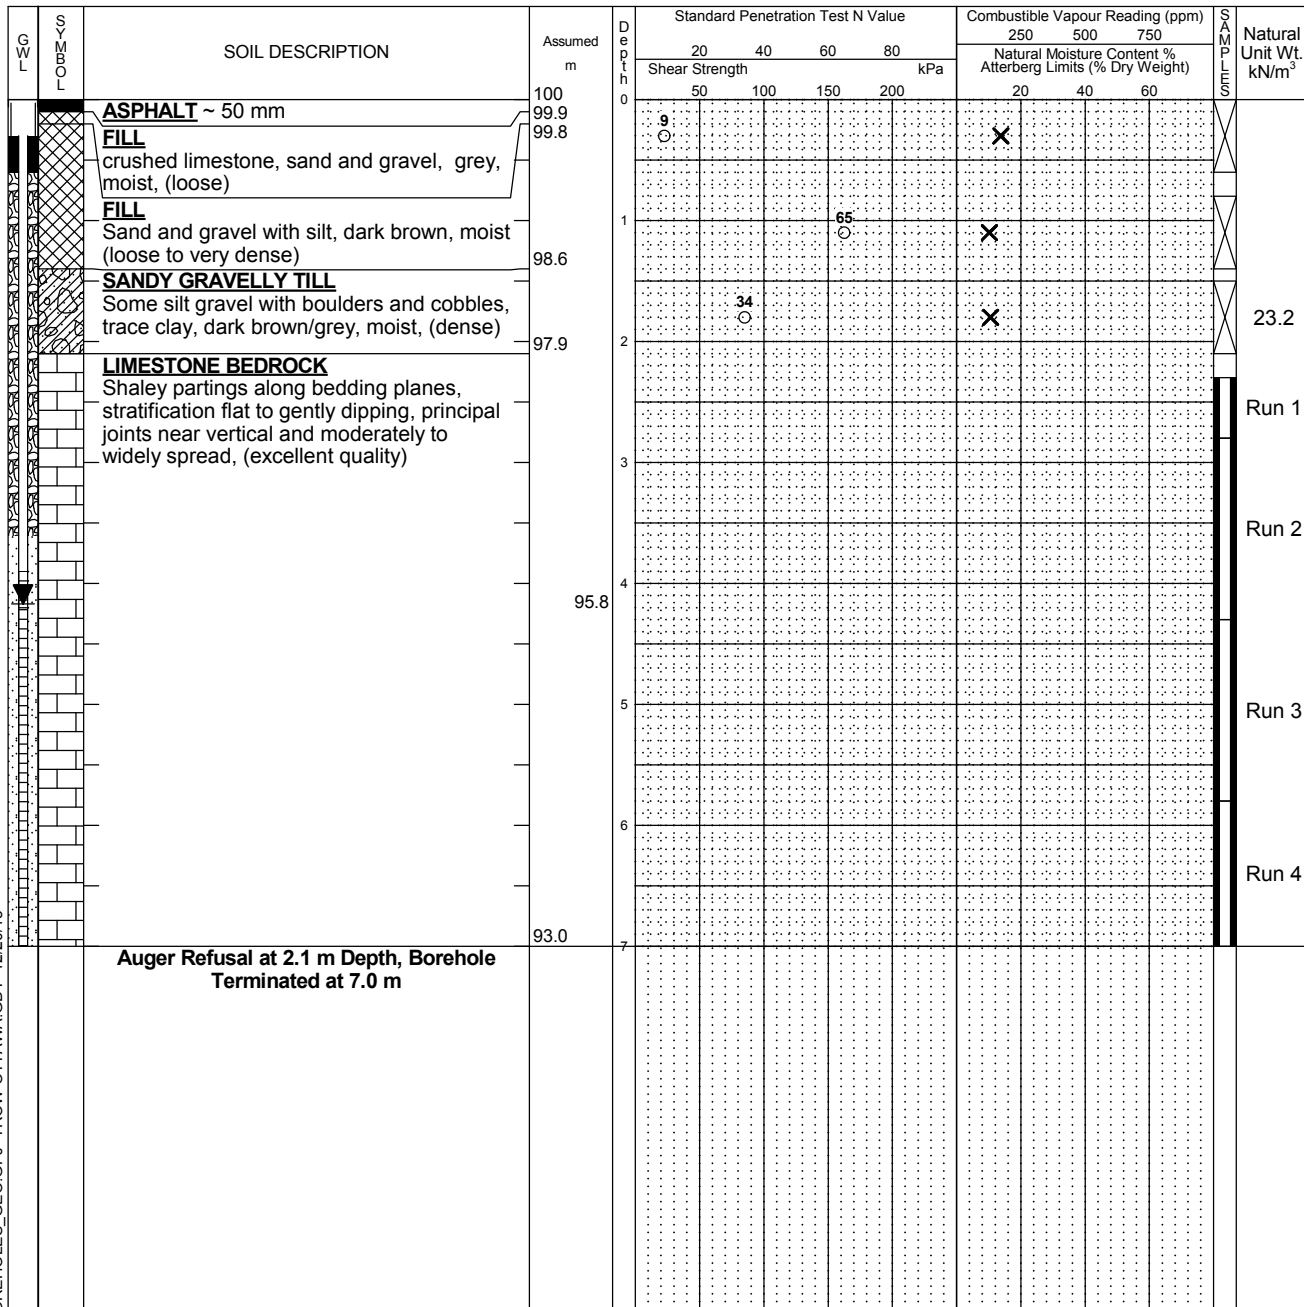 GWL
SYMBOL
SOIL DESCRIPTION
Assumed
m
Depth
Standard Penetration Test N Value
20 40 60 80
Shear Strength kPa
50 100 150 200
Combustible Vapour Reading (ppm)
250 500 750
Natural Moisture Content %
Atterberg Limits (% Dry Weight)
20 40 60
SAMPLES
Natural
Unit Wt.
kN/m³
100
0
ASPHALT ~ 50 mm
99.9
FILL
99.8
9
crushed limestone, sand and gravel, grey,
moist, (loose)
FILL
Sand and gravel with silt, dark brown, moist
1
65
(loose to very dense)
98.6
SANDY GRAVELLY TILL
Some silt gravel with boulders and cobbles,
34
23.2
trace clay, dark brown/grey, moist, (dense)
97.9
2
LIMESTONE BEDROCK
Shaley partings along bedding planes,
stratification flat to gently dipping, principal
Run 1
joints near vertical and moderately to
widely spread, (excellent quality)
3
Run 2
4
95.8
5
Run 3
6
Run 4
93.0
7
Auger Refusal at 2.1 m Depth, Borehole
Terminated at 7.0 m